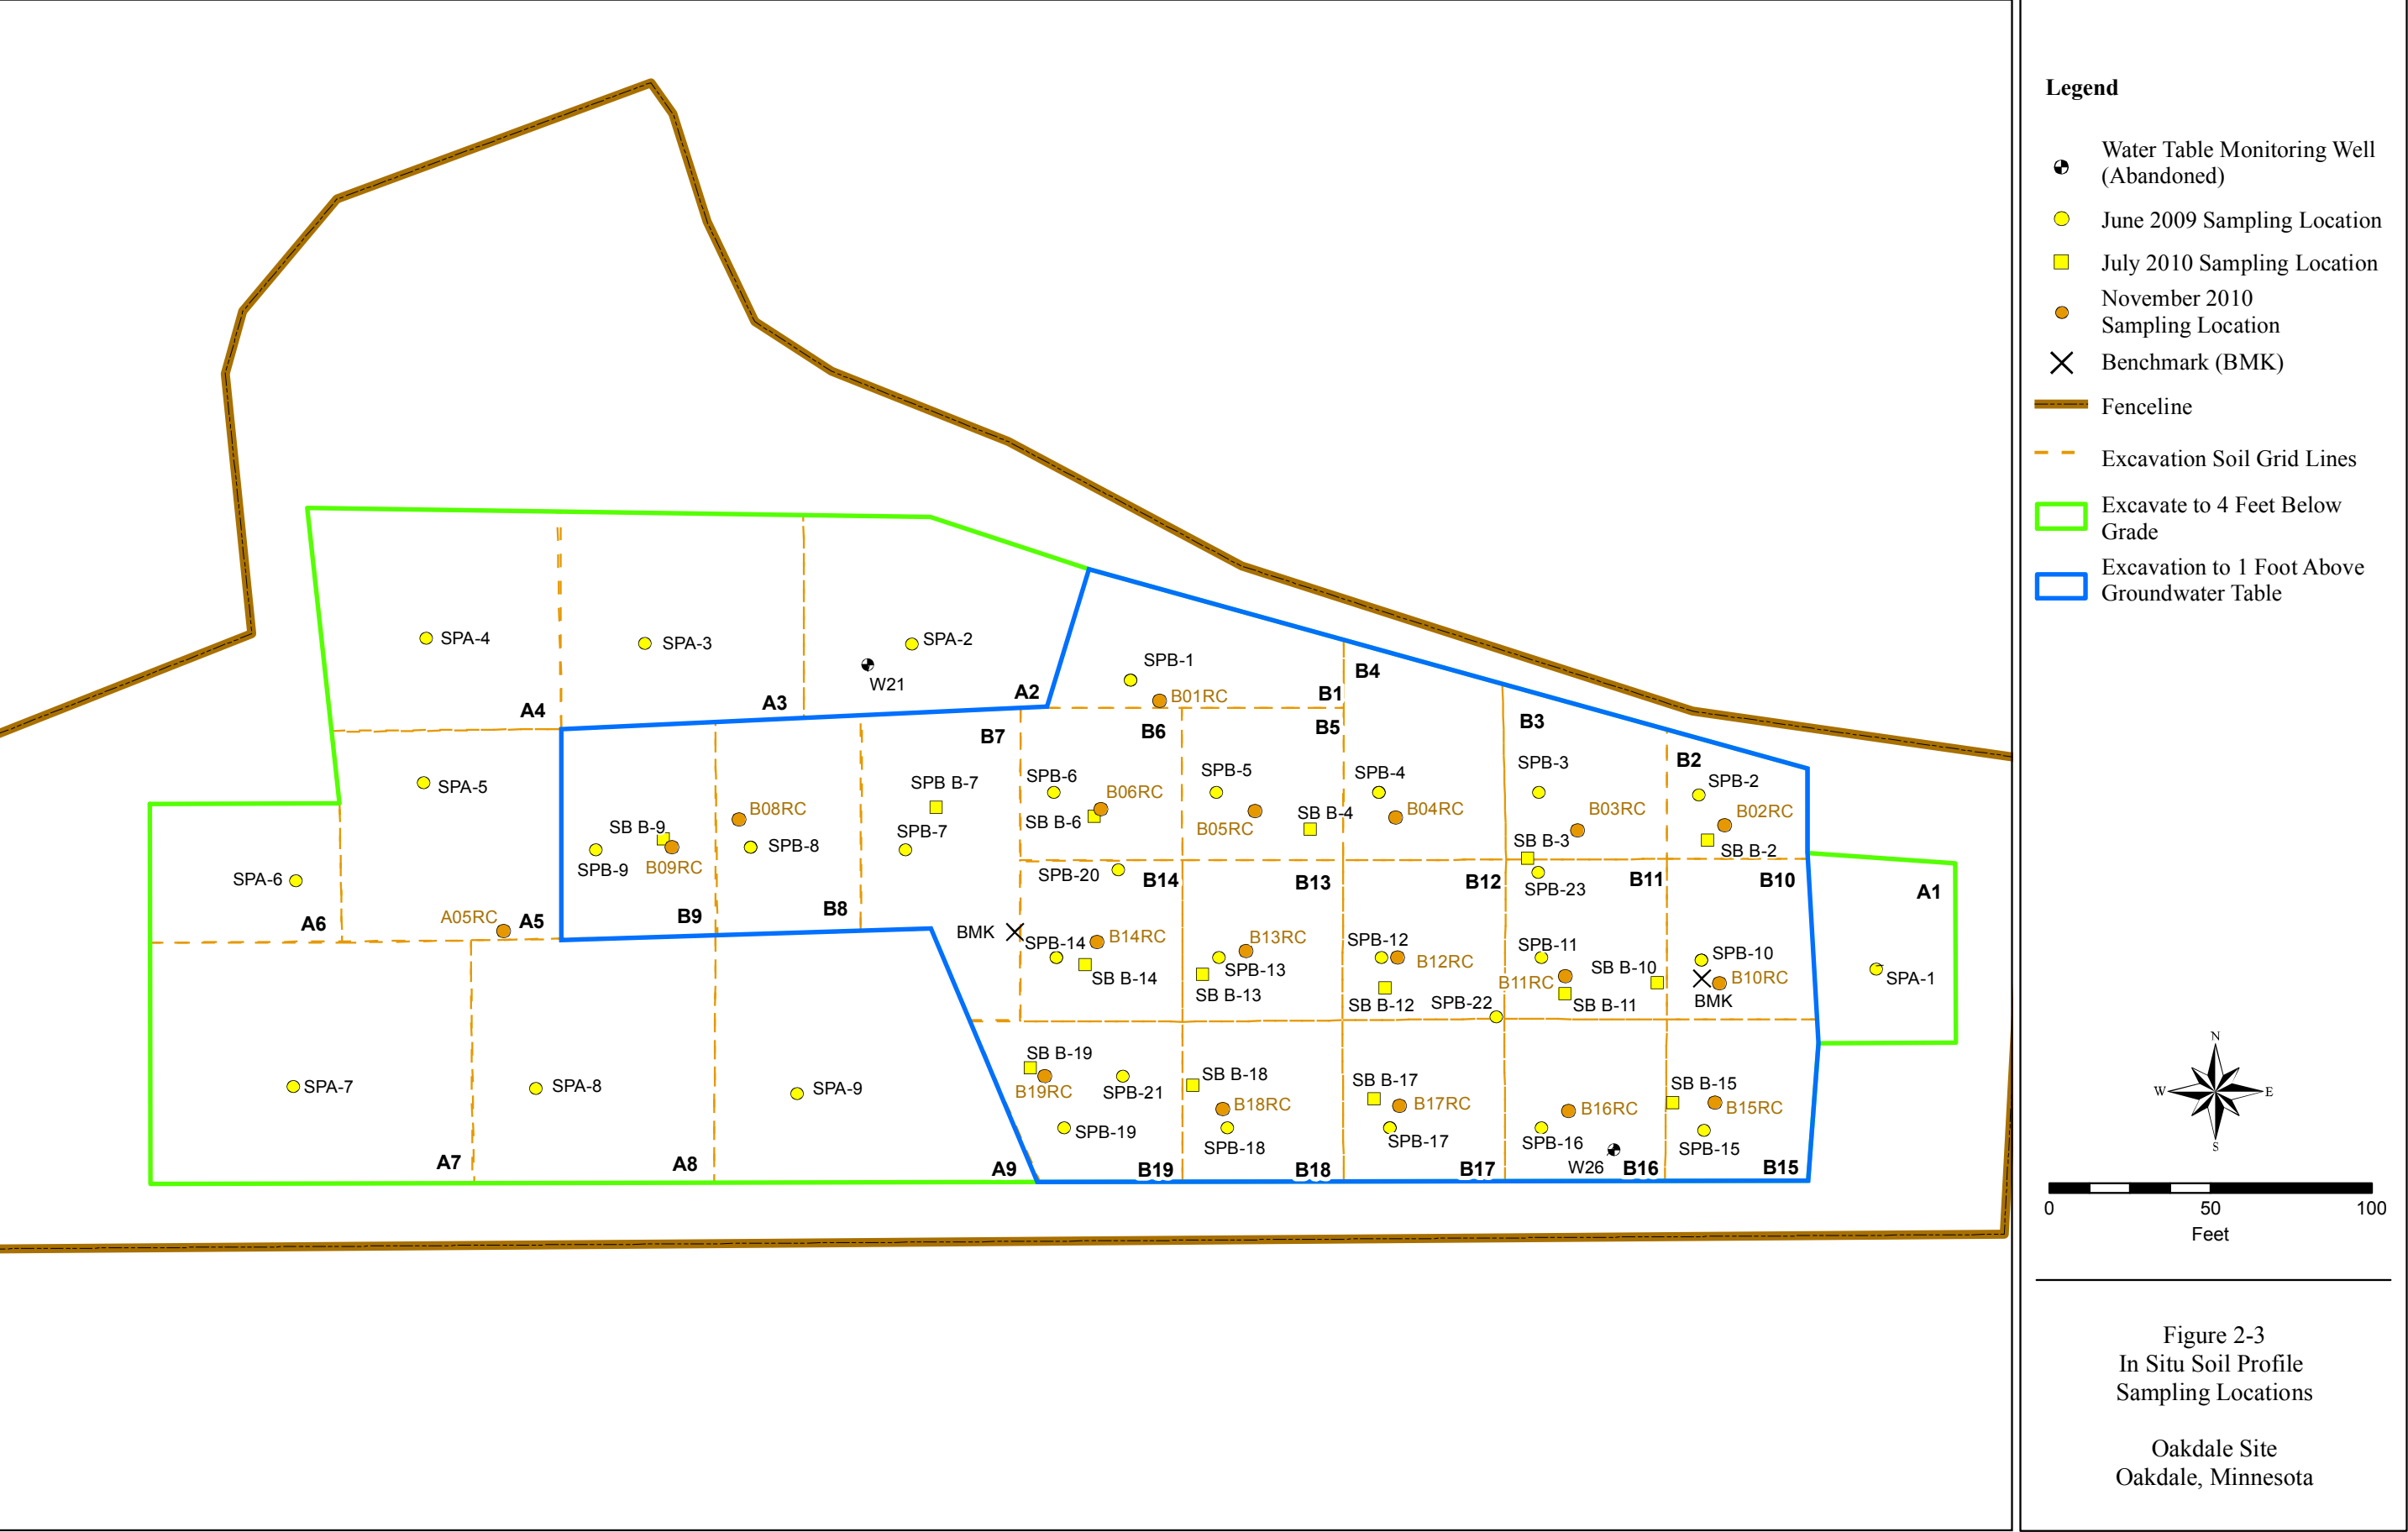 SPA-4
SPA-3
SPA-2
W21
A4
A3
A2
SPB-1
B01RC
B1
B4
B7
B6
B5
B3
B2
SPA-5
SPB B-7
SPB-7
SPB-6
B06RC
SB B-6
SPB-5
B05RC
SB B-4
SPB-4
B04RC
SPB-3
B03RC
SB B-3
SPB-2
B02RC
SB B-2
SB B-9
SPB-9
B09RC
B08RC
SPB-8
SPA-6
A6
A05RC
A5
B9
B8
SPB-20
B14
B13
B12
SPB-23
B11
B10
A1
BMK
SPB-14
B14RC
SB B-14
B13RC
SPB-13
SB B-13
SPB-12
B12RC
SB B-12
SPB-22
SPB-11
B11RC
SB B-11
SB B-10
SPB-10
B10RC
BMK
SPA-1
SPA-7
SPA-8
SPA-9
SB B-19
B19RC
SPB-21
SPB-19
SB B-18
B18RC
SPB-18
SB B-17
B17RC
SPB-17
B16RC
SPB-16
W26
SB B-15
B15RC
SPB-15
A7
A8
A9
B19
B18
B17
B16
B15
Legend
Water Table Monitoring Well
(Abandoned)
June 2009 Sampling Location
July 2010 Sampling Location
November 2010
Sampling Location
Benchmark (BMK)
Fenceline
Excavation Soil Grid Lines
Excavate to 4 Feet Below
Grade
Excavation to 1 Foot Above
Groundwater Table
N
W E
S
0 50 100
Feet
Figure 2-3
In Situ Soil Profile
Sampling Locations
Oakdale Site
Oakdale, Minnesota